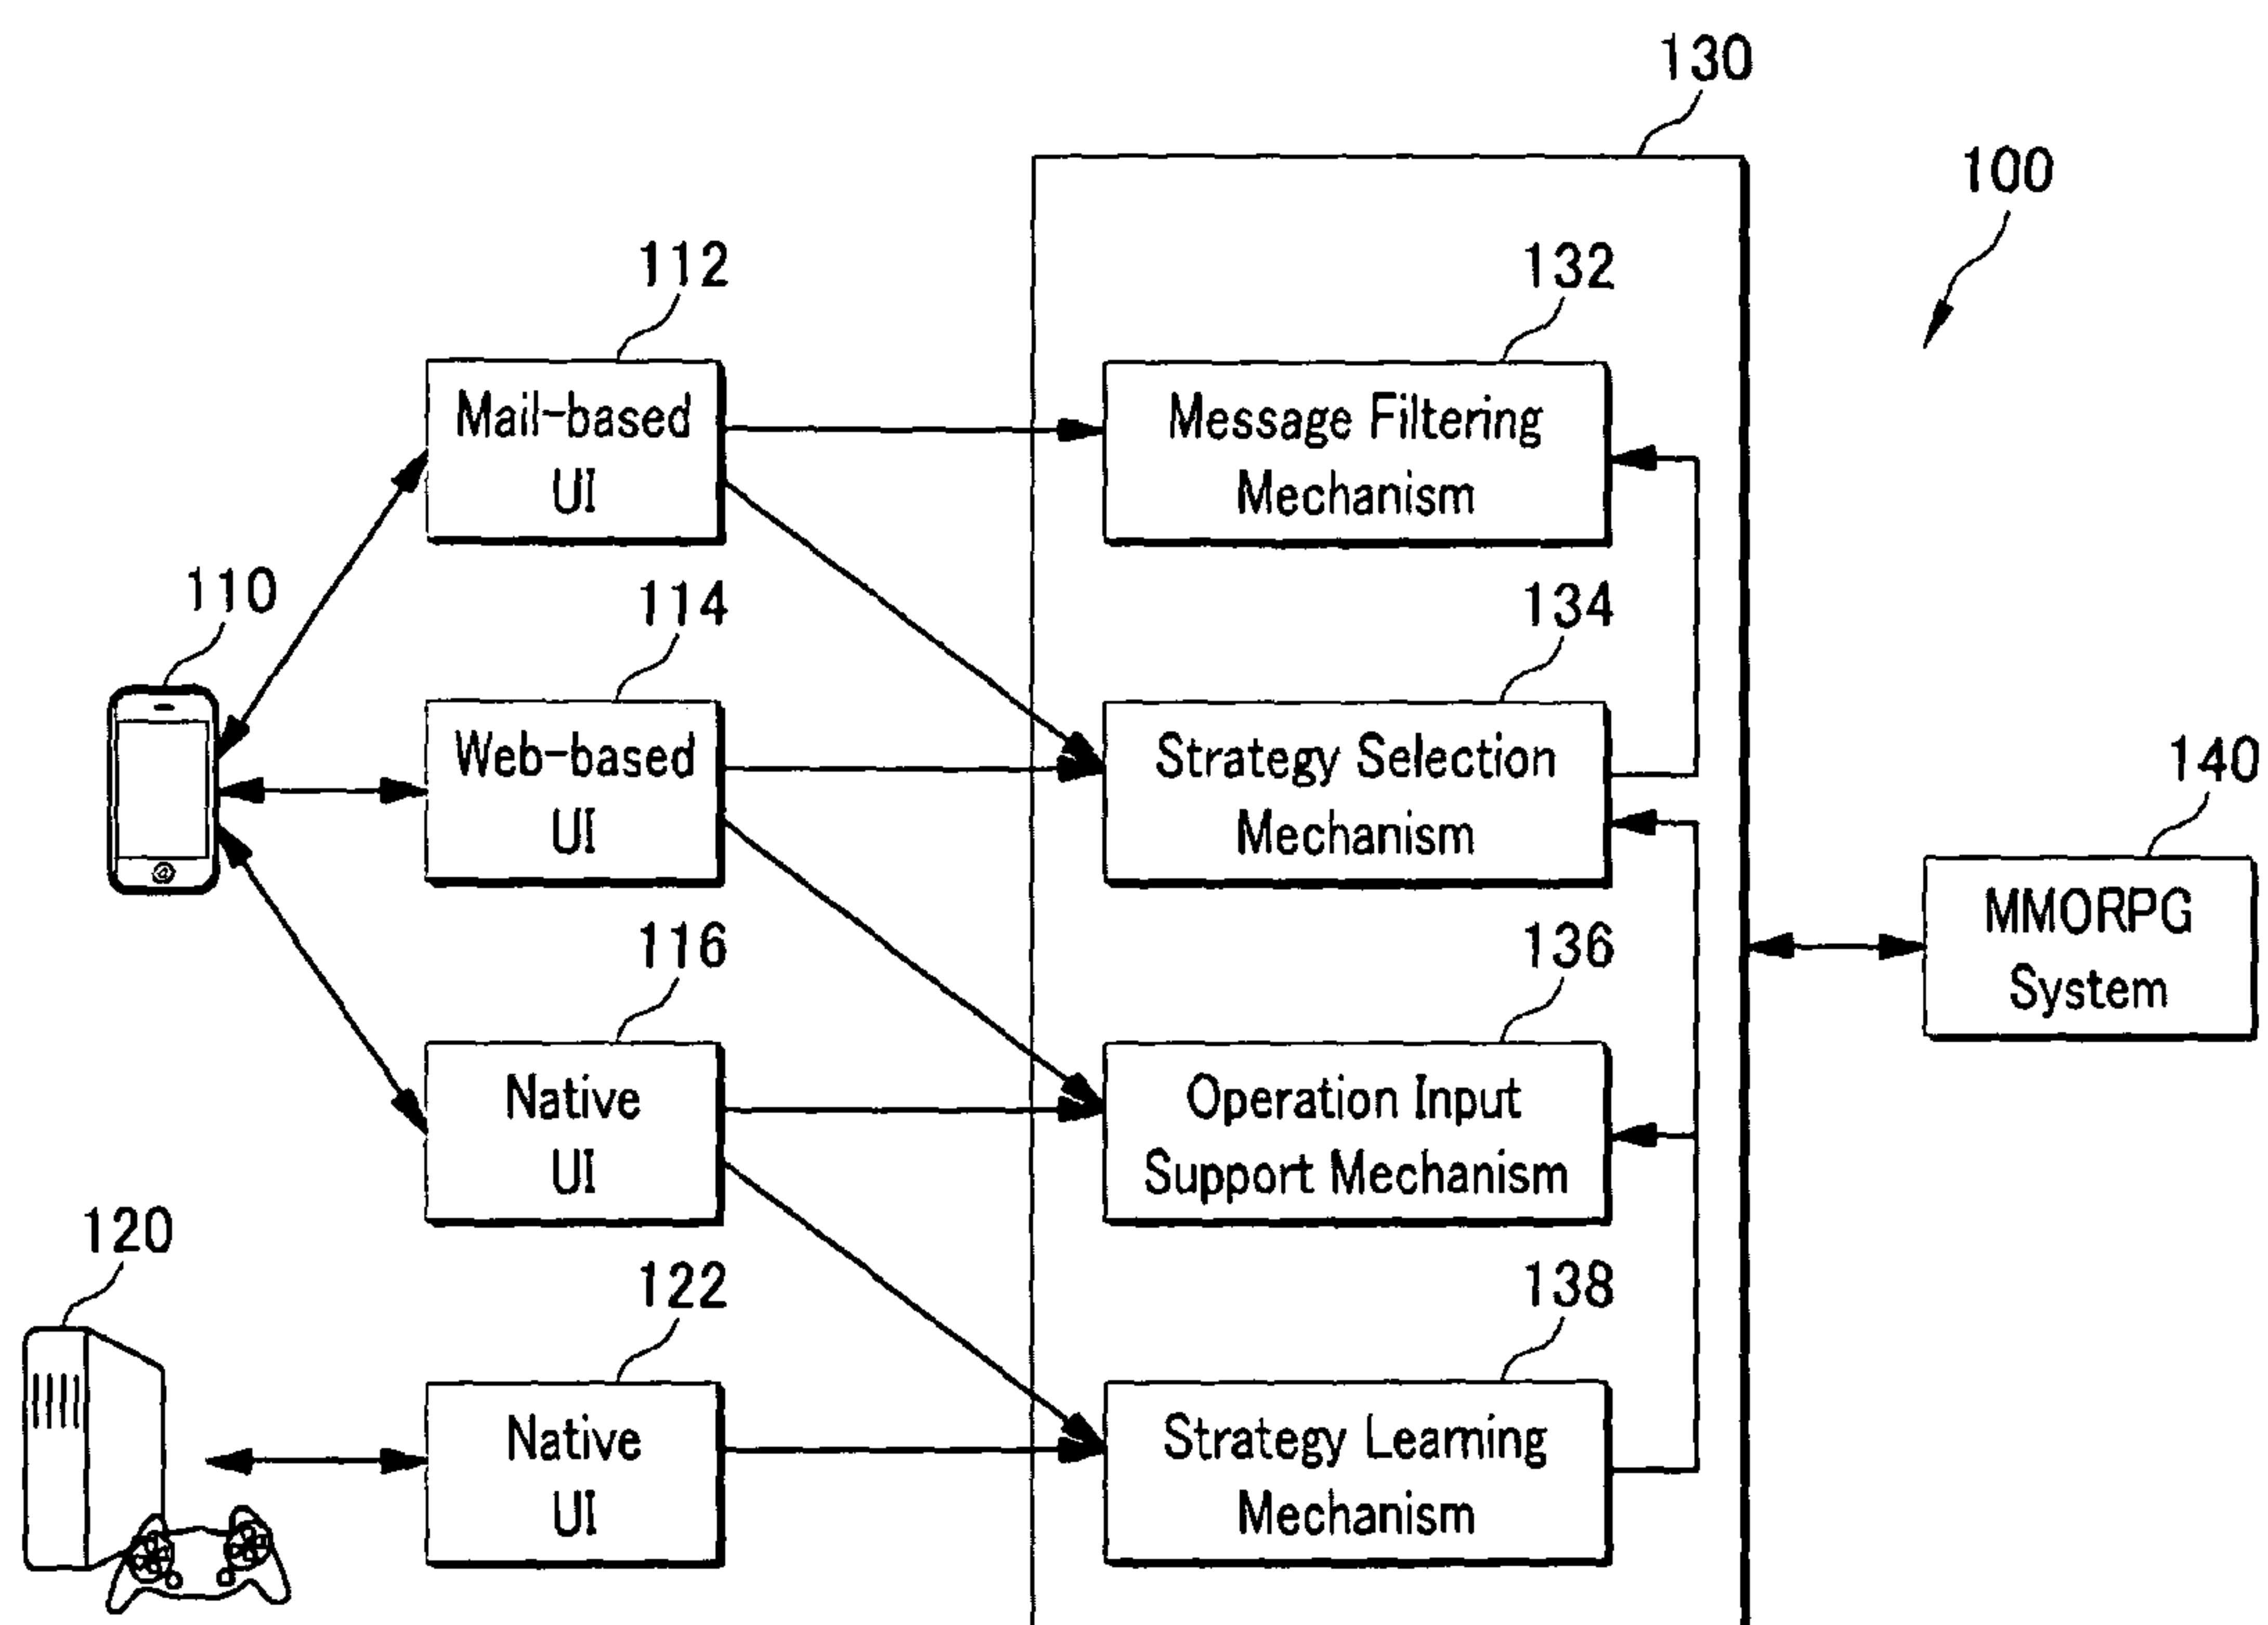 130
100
112
Mail-based
UI
132
Message Filtering
Mechanism
110
114
Web-based
UI
134
Strategy Selection
Mechanism
140
MMORPG
System
116
Native
UI
136
Operation Input
Support Mechanism
120
122
Native
UI
138
Strategy Learning
Mechanism